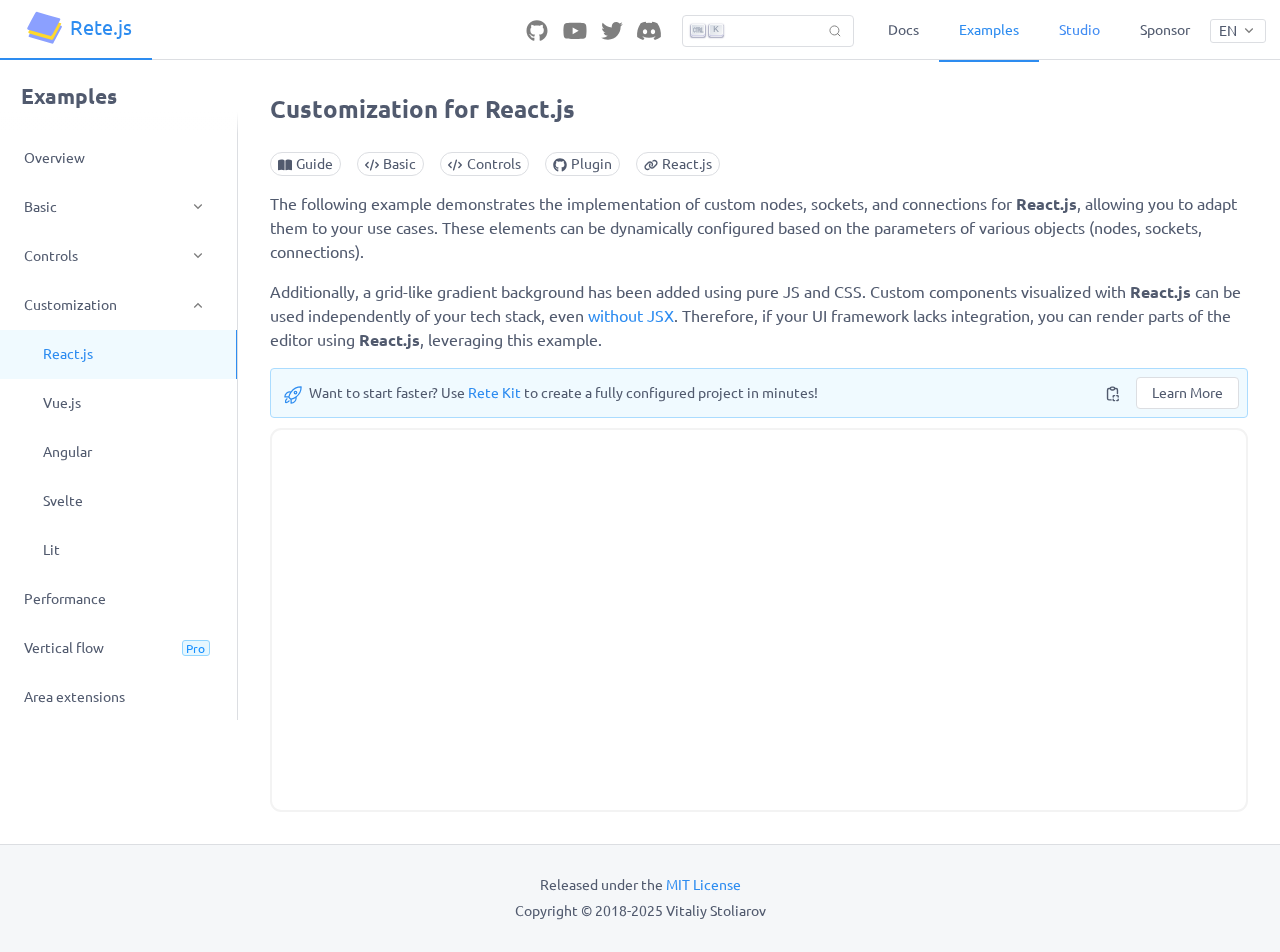 Rete.js
K
Docs
Examples
Studio
Sponsor
EN
Examples
Overview
Basic
Controls
Customization
React.js
Vue.js
Angular
Svelte
Lit
Performance
Vertical flow
Pro
Area extensions
Customization for React.js
Guide
Basic
Controls
Plugin
React.js
The following example demonstrates the implementation of custom nodes, sockets, and connections for React.js, allowing you to adapt
them to your use cases. These elements can be dynamically configured based on the parameters of various objects (nodes, sockets,
connections).
Additionally, a grid-like gradient background has been added using pure JS and CSS. Custom components visualized with React.js can be
used independently of your tech stack, even without JSX. Therefore, if your UI framework lacks integration, you can render parts of the
editor using React.js, leveraging this example.
Want to start faster? Use Rete Kit to create a fully configured project in minutes!
Learn More
Released under the MIT License
Copyright © 2018-2025 Vitaliy Stoliarov